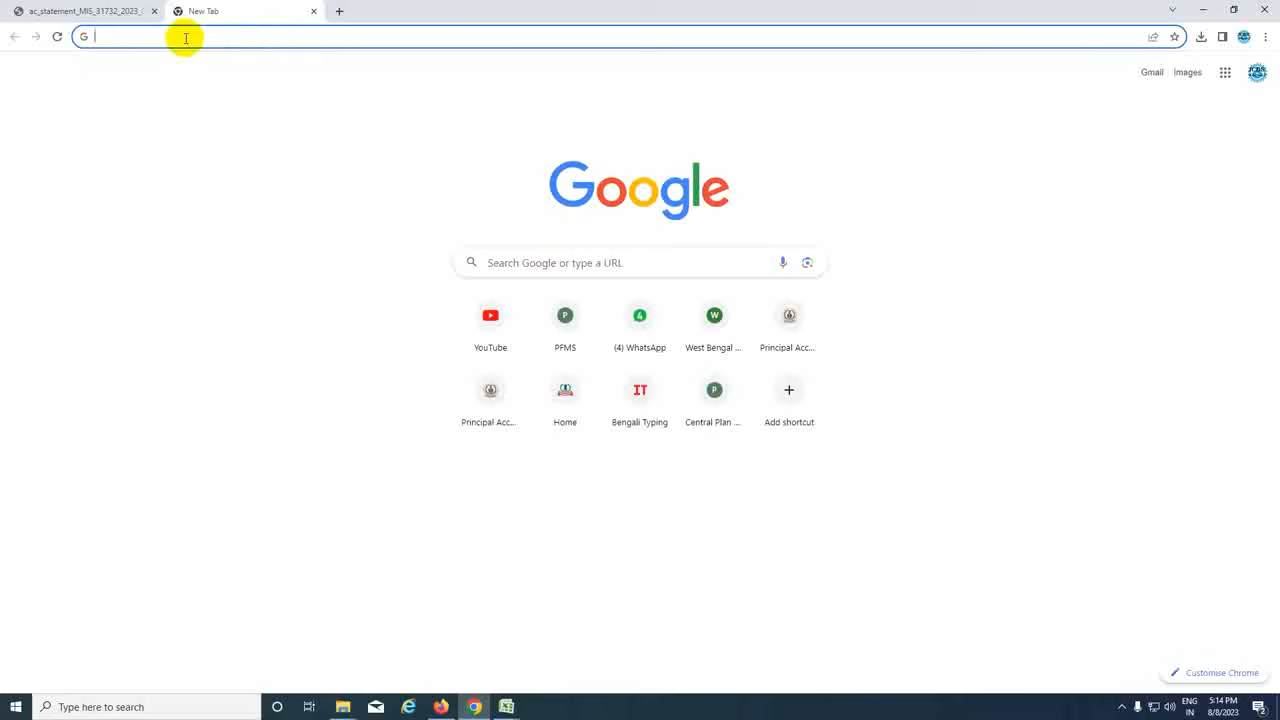 ac_statement_MIS_31732_2023_0
New Tab
Gmail
Images
Google
Search Google or type a URL
YouTube
PFMS
(4) WhatsApp
West Bengal ...
Principal Acc...
Principal Acc...
Home
Bengali Typing
Central Plan ...
Add shortcut
Customise Chrome
Type here to search
ENG
IN
5:14 PM
8/8/2023